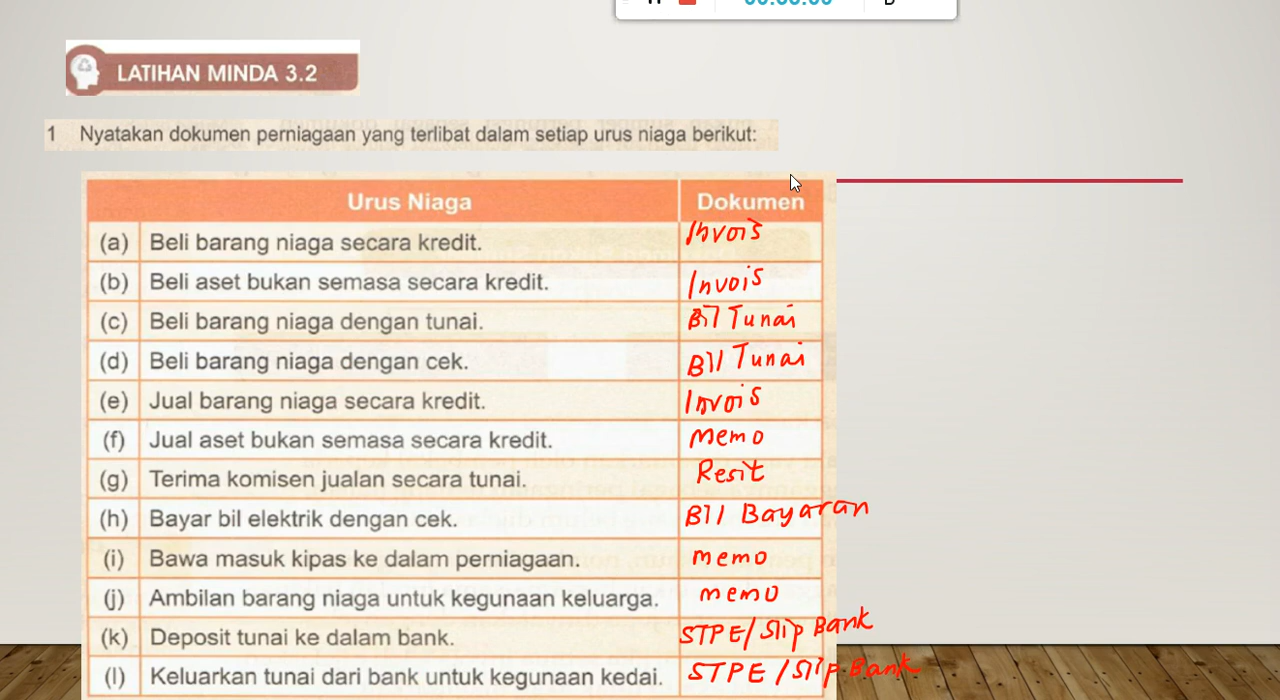 LATIHAN MINDA 3.2
1 Nyatakan dokumen perniagaan yang terlibat dalam setiap urus niaga berikut:
Urus Niaga Dokumen
(a) Beli barang niaga secara kredit. Invois
(b) Beli aset bukan semasa secara kredit. Invois
(c) Beli barang niaga dengan tunai. Bil Tunai
(d) Beli barang niaga dengan cek. Bil Tunai
(e) Jual barang niaga secara kredit. Invois
(f) Jual aset bukan semasa secara kredit. memo
(g) Terima komisen jualan secara tunai. Resit
(h) Bayar bil elektrik dengan cek. Bil Bayaran
(i) Bawa masuk kipas ke dalam perniagaan. memo
(j) Ambilan barang niaga untuk kegunaan keluarga. memo
(k) Deposit tunai ke dalam bank. STPE/Slip Bank
(l) Keluarkan tunai dari bank untuk kegunaan kedai. STPE/Slip Bank